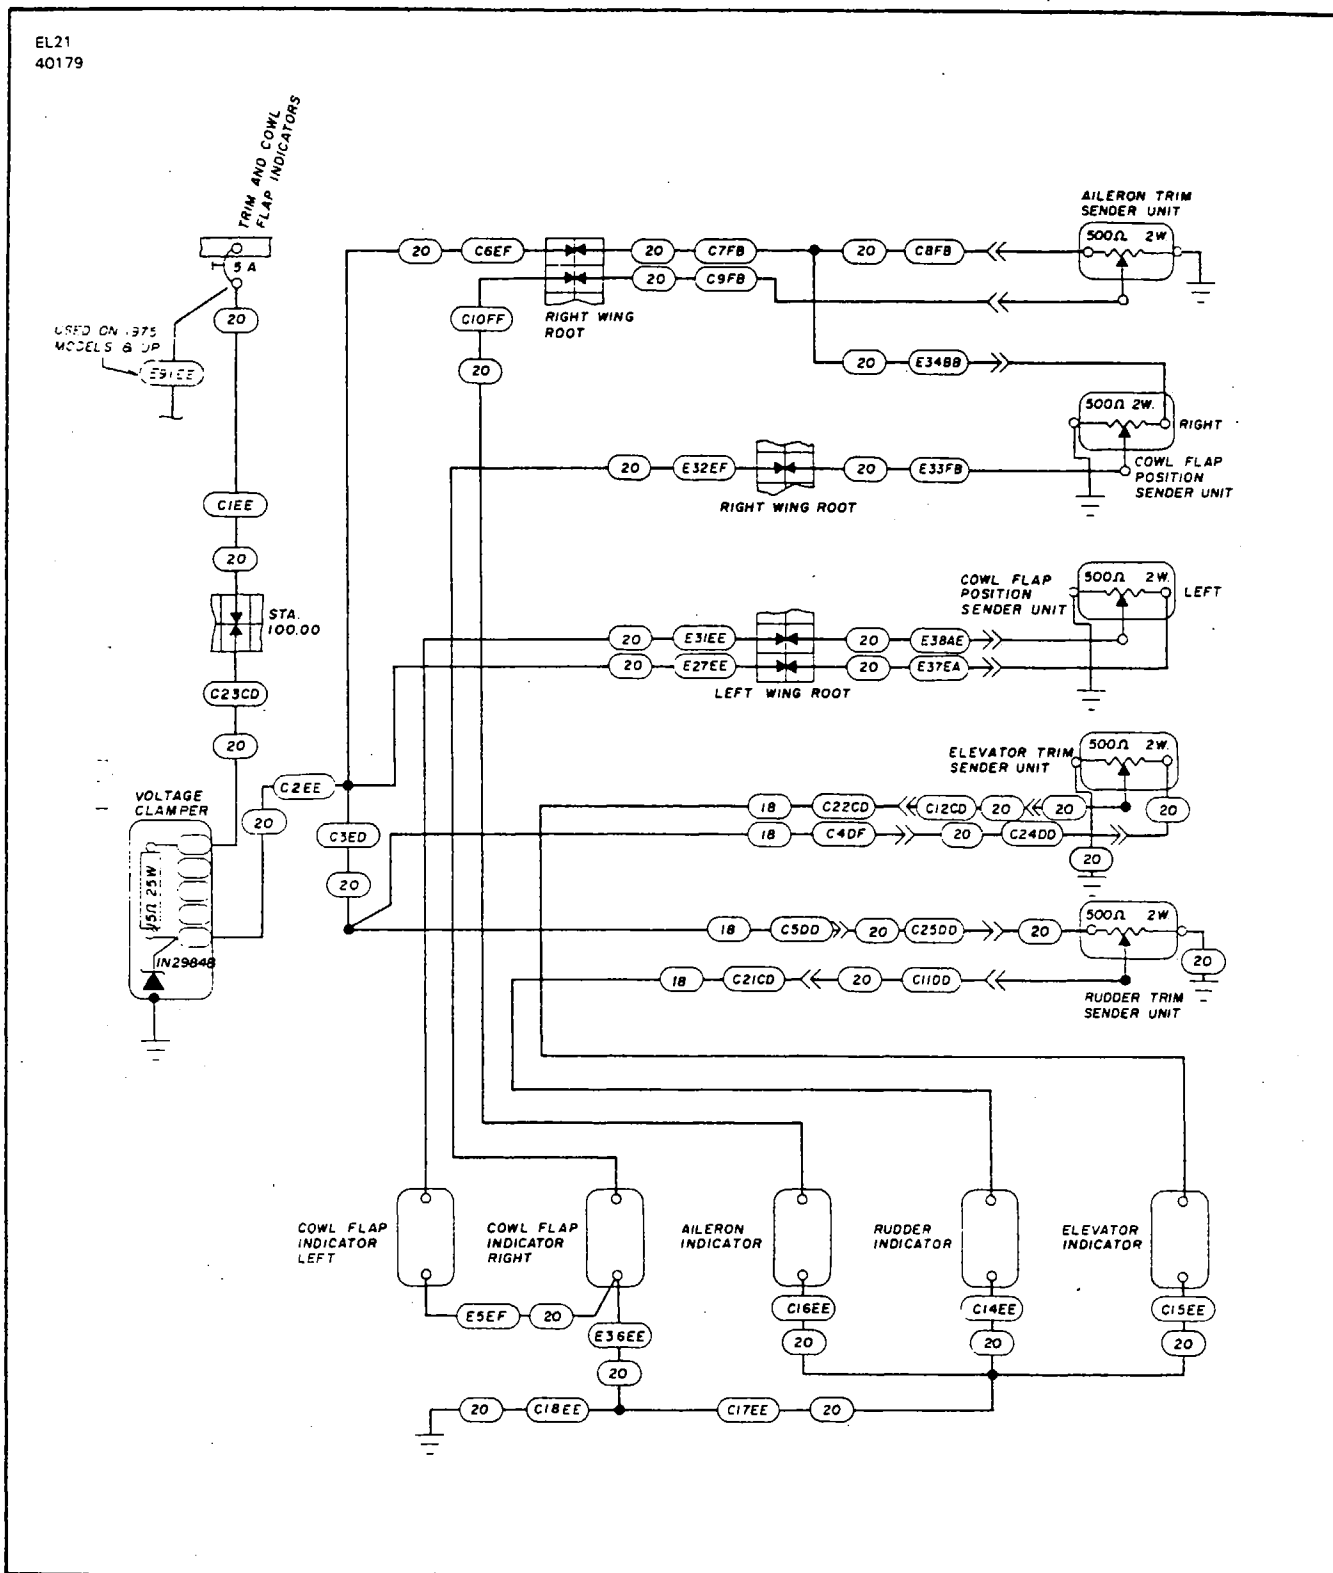 EL21
40179
TRIM AND COWL
FLAP INDICATORS
5 A
20
USED ON 1975
MODELS & UP
E91EE
C1EE
20
STA.
100.00
C23CD
20
VOLTAGE
CLAMPER
15Ω 25W
1N2984B
C2EE
20
C3ED
20
20 C6EF 20 C7FB 20 C8FB
20 C9FB
RIGHT WING
ROOT
C10FF
20
AILERON TRIM
SENDER UNIT
500Ω 2W
20 E34BB
500Ω 2W.
RIGHT
20 E32EF 20 E33FB
COWL FLAP
POSITION
SENDER UNIT
RIGHT WING ROOT
COWL FLAP
POSITION
SENDER UNIT
500Ω 2W.
LEFT
20 E31EE 20 E38AE
20 E27EE 20 E37EA
LEFT WING ROOT
ELEVATOR TRIM
SENDER UNIT
500Ω 2W.
18 C22CD C12CD 20 20 20
18 C4DF 20 C24DD
20
500Ω 2W.
18 C5DD 20 C25DD 20
20
18 C21CD 20 C11DD
RUDDER TRIM
SENDER UNIT
COWL FLAP
INDICATOR
LEFT
COWL FLAP
INDICATOR
RIGHT
AILERON
INDICATOR
RUDDER
INDICATOR
ELEVATOR
INDICATOR
E5EF 20
E36EE
20
C16EE
20
C14EE
20
C15EE
20
20 C18EE C17EE 20